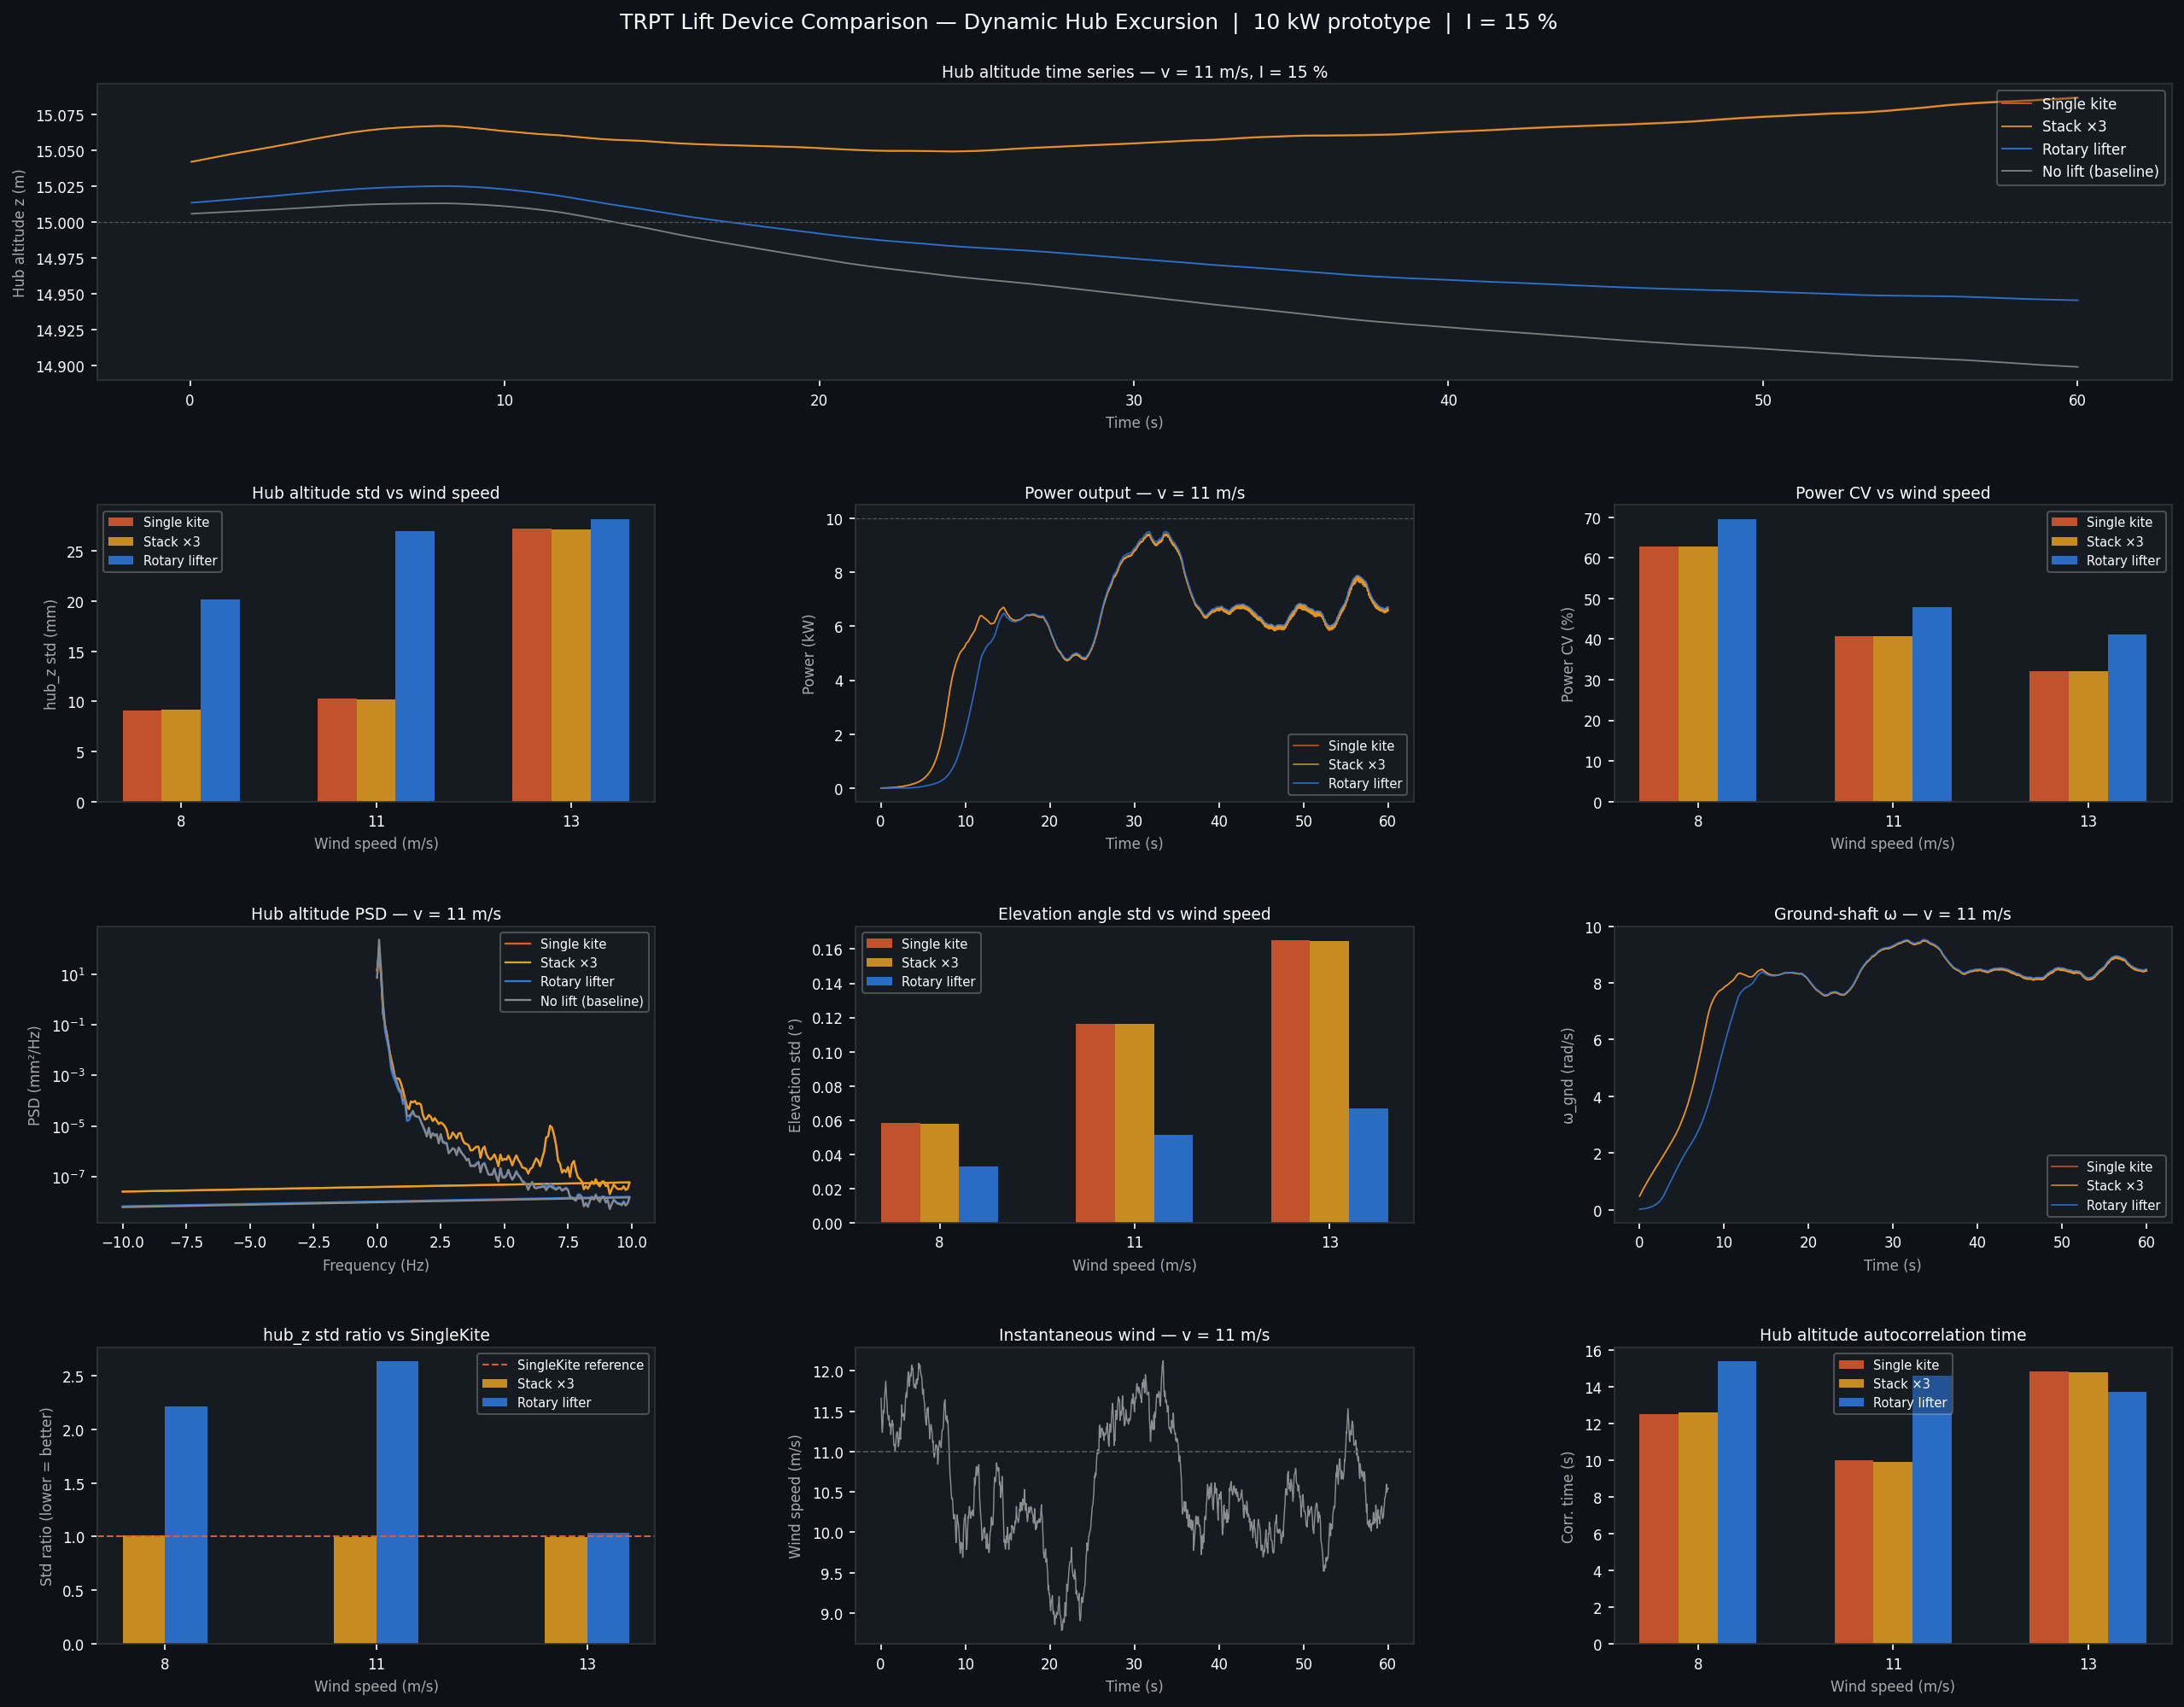 TRPT Lift Device Comparison — Dynamic Hub Excursion | 10 kW prototype | I = 15 %
Hub altitude time series — v = 11 m/s, I = 15 %
Hub altitude z (m)
15.075
15.050
15.025
15.000
14.975
14.950
14.925
14.900
Single kite
Stack ×3
Rotary lifter
No lift (baseline)
0 10 20 30 40 50 60
Time (s)
Hub altitude std vs wind speed
hub_z std (mm)
25
20
15
10
5
0
Single kite
Stack ×3
Rotary lifter
8 11 13
Wind speed (m/s)
Power output — v = 11 m/s
Power (kW)
10
8
6
4
2
0
Single kite
Stack ×3
Rotary lifter
0 10 20 30 40 50 60
Time (s)
Power CV vs wind speed
Power CV (%)
70
60
50
40
30
20
10
0
Single kite
Stack ×3
Rotary lifter
8 11 13
Wind speed (m/s)
Hub altitude PSD — v = 11 m/s
PSD (mm²/Hz)
10¹
10⁻¹
10⁻³
10⁻⁵
10⁻⁷
Single kite
Stack ×3
Rotary lifter
No lift (baseline)
−10.0 −7.5 −5.0 −2.5 0.0 2.5 5.0 7.5 10.0
Frequency (Hz)
Elevation angle std vs wind speed
Elevation std (°)
0.16
0.14
0.12
0.10
0.08
0.06
0.04
0.02
0.00
Single kite
Stack ×3
Rotary lifter
8 11 13
Wind speed (m/s)
Ground-shaft ω — v = 11 m/s
ω_gnd (rad/s)
10
8
6
4
2
0
Single kite
Stack ×3
Rotary lifter
0 10 20 30 40 50 60
Time (s)
hub_z std ratio vs SingleKite
Std ratio (lower = better)
2.5
2.0
1.5
1.0
0.5
0.0
SingleKite reference
Stack ×3
Rotary lifter
8 11 13
Wind speed (m/s)
Instantaneous wind — v = 11 m/s
Wind speed (m/s)
12.0
11.5
11.0
10.5
10.0
9.5
9.0
0 10 20 30 40 50 60
Time (s)
Hub altitude autocorrelation time
Corr. time (s)
16
14
12
10
8
6
4
2
0
Single kite
Stack ×3
Rotary lifter
8 11 13
Wind speed (m/s)